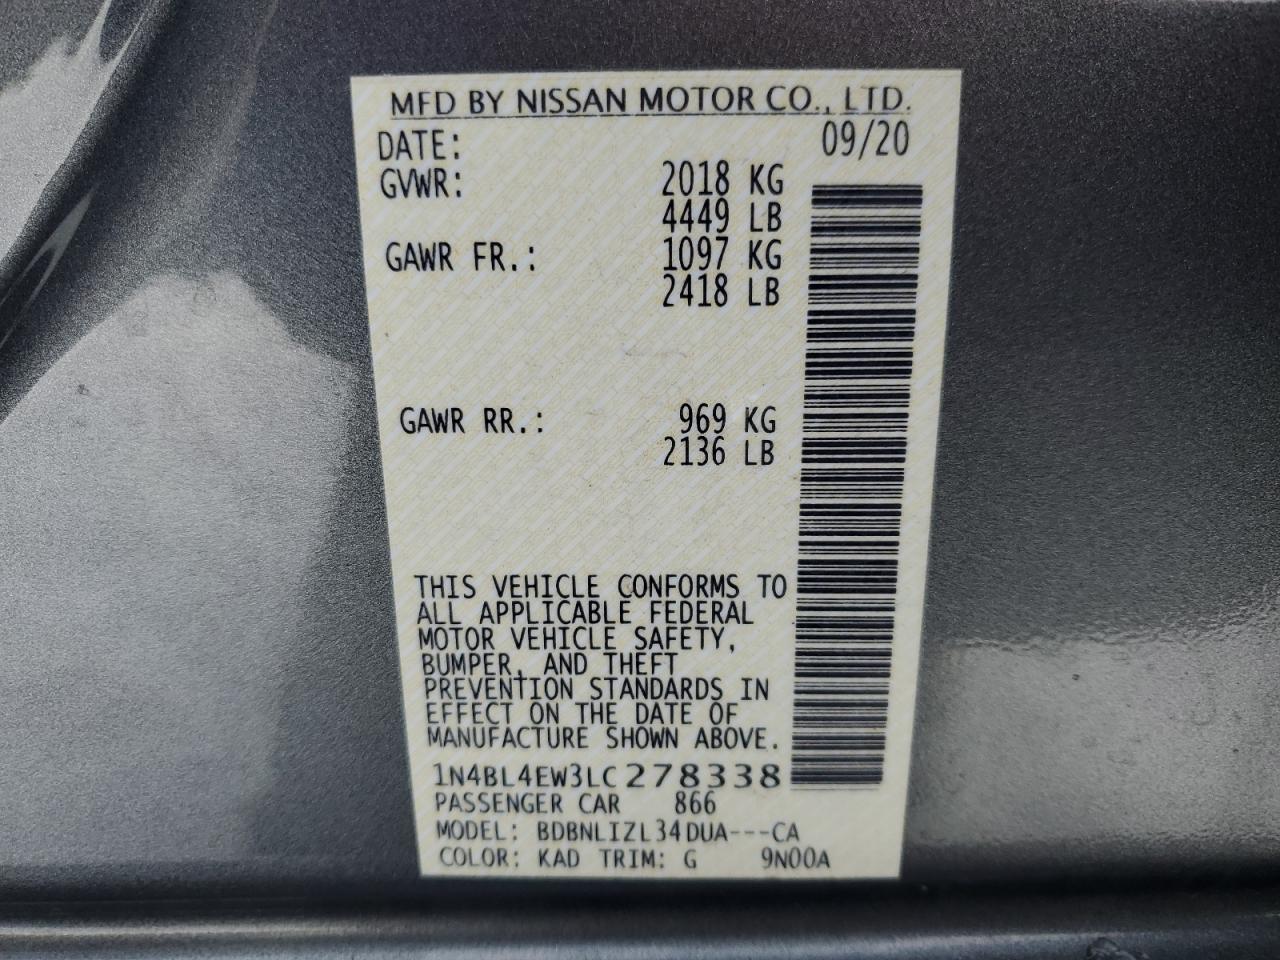 MFD BY NISSAN MOTOR CO., LTD.
DATE: 09/20
GVWR: 2018 KG
4449 LB
GAWR FR.: 1097 KG
2418 LB
GAWR RR.: 969 KG
2136 LB
THIS VEHICLE CONFORMS TO
ALL APPLICABLE FEDERAL
MOTOR VEHICLE SAFETY,
BUMPER, AND THEFT
PREVENTION STANDARDS IN
EFFECT ON THE DATE OF
MANUFACTURE SHOWN ABOVE.
1N4BL4EW3LC278338
PASSENGER CAR 866
MODEL: BDBNLIZL34DUA---CA
COLOR: KAD TRIM: G 9N00A